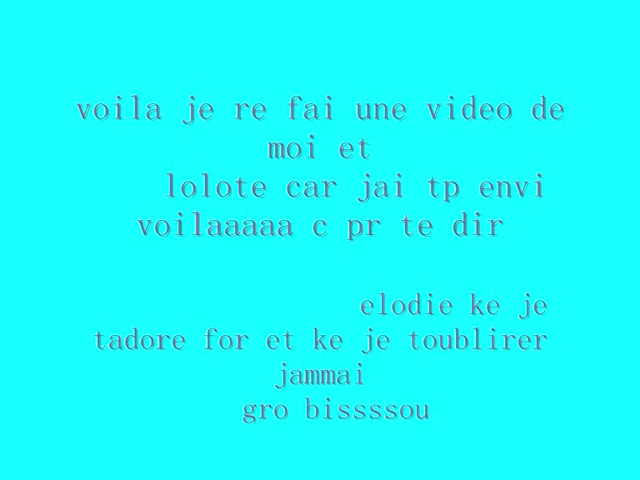 voila je re fai une video de
moi et
lolote car jai tp envi
voilaaaaa c pr te dir
elodie ke je
tadore for et ke je toublirer
jammai
gro bissssou